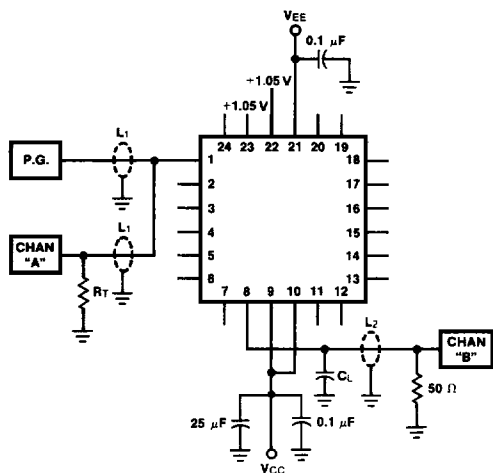 VEE
0.1 µF
+1.05 V
+1.05 V
L1
24 23 22 21 20 19
P.G.
1 18
2 17
3 16
L1
4 15
CHAN "A"
5 14
6 13
RT
7 8 9 10 11 12
L2
CHAN "B"
CL
50 Ω
25 µF
0.1 µF
VCC